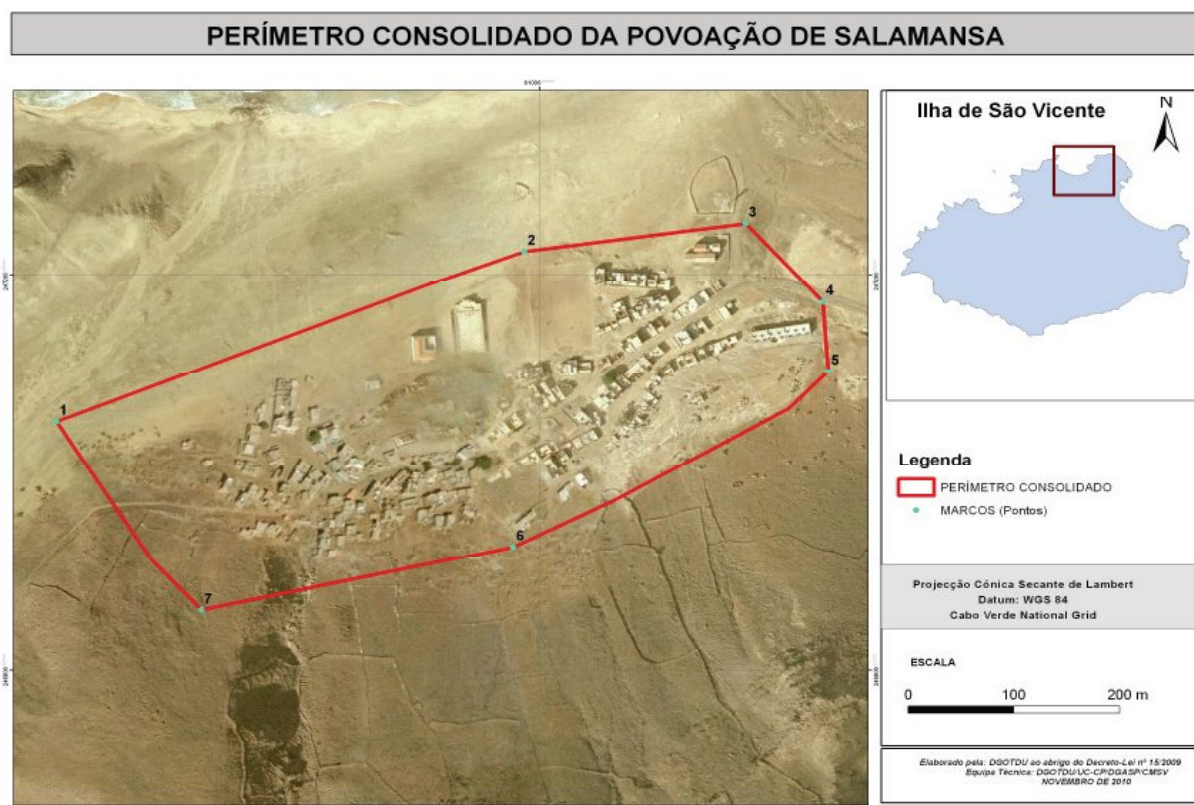 PERÍMETRO CONSOLIDADO DA POVOAÇÃO DE SALAMANSA
1
2
3
4
5
6
7
Ilha de São Vicente
N
Legenda
PERÍMETRO CONSOLIDADO
MARCOS (Pontos)
Projecção Cónica Secante de Lambert
Datum: WGS 84
Cabo Verde National Grid
ESCALA
0 100 200 m
Elaborado pela: DGOTDU ao abrigo do Decreto-Lei nº 15/2009
Equipa Técnica: DGOTDU/UC-CP/DGASP/CMSV
NOVEMBRO DE 2010